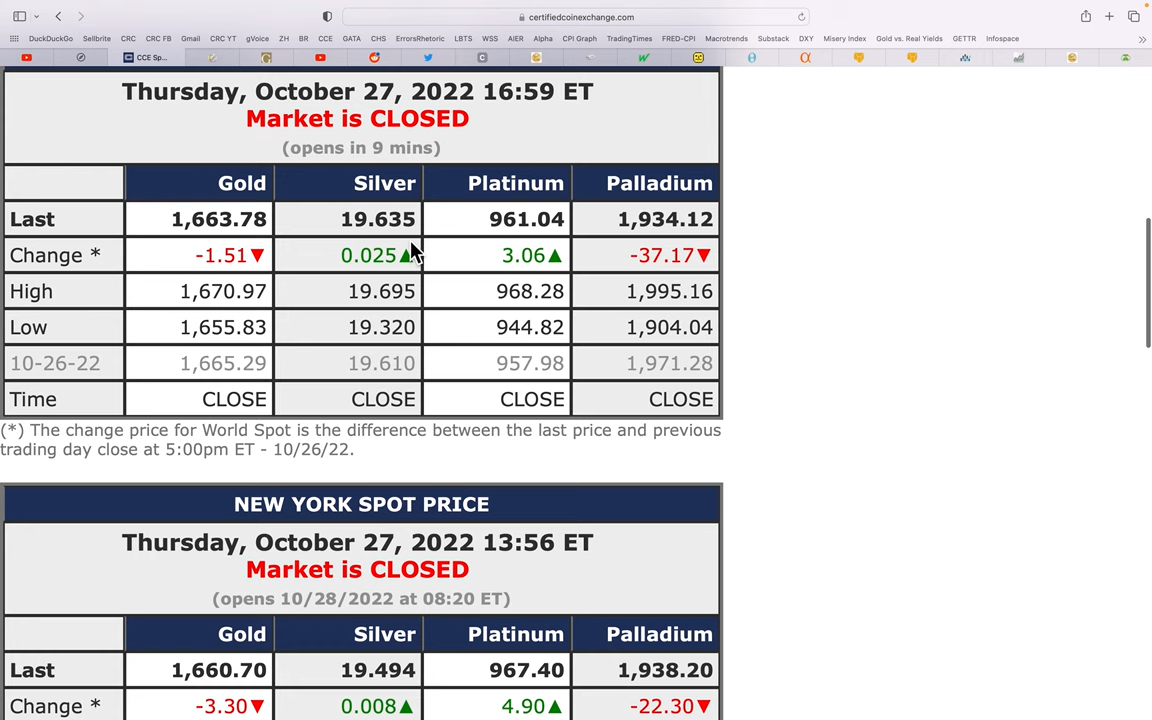 certifiedcoinexchange.com
DuckDuckGo Sellbrite CRC CRC FB Gmail CRC YT gVoice ZH BR CCE GATA CHS ErrorsRhetoric LBTS WSS AIER Alpha CPI Graph TradingTimes FRED-CPI Macrotrends Substack DXY Misery Index Gold vs. Real Yields GETTR Infospace
CCE Sp...
Thursday, October 27, 2022 16:59 ET
Market is CLOSED
(opens in 9 mins)
Gold Silver Platinum Palladium
Last 1,663.78 19.635 961.04 1,934.12
Change * -1.51▼ 0.025▲ 3.06▲ -37.17▼
High 1,670.97 19.695 968.28 1,995.16
Low 1,655.83 19.320 944.82 1,904.04
10-26-22 1,665.29 19.610 957.98 1,971.28
Time CLOSE CLOSE CLOSE CLOSE
(*) The change price for World Spot is the difference between the last price and previous
trading day close at 5:00pm ET - 10/26/22.
NEW YORK SPOT PRICE
Thursday, October 27, 2022 13:56 ET
Market is CLOSED
(opens 10/28/2022 at 08:20 ET)
Gold Silver Platinum Palladium
Last 1,660.70 19.494 967.40 1,938.20
Change * -3.30▼ 0.008▲ 4.90▲ -22.30▼